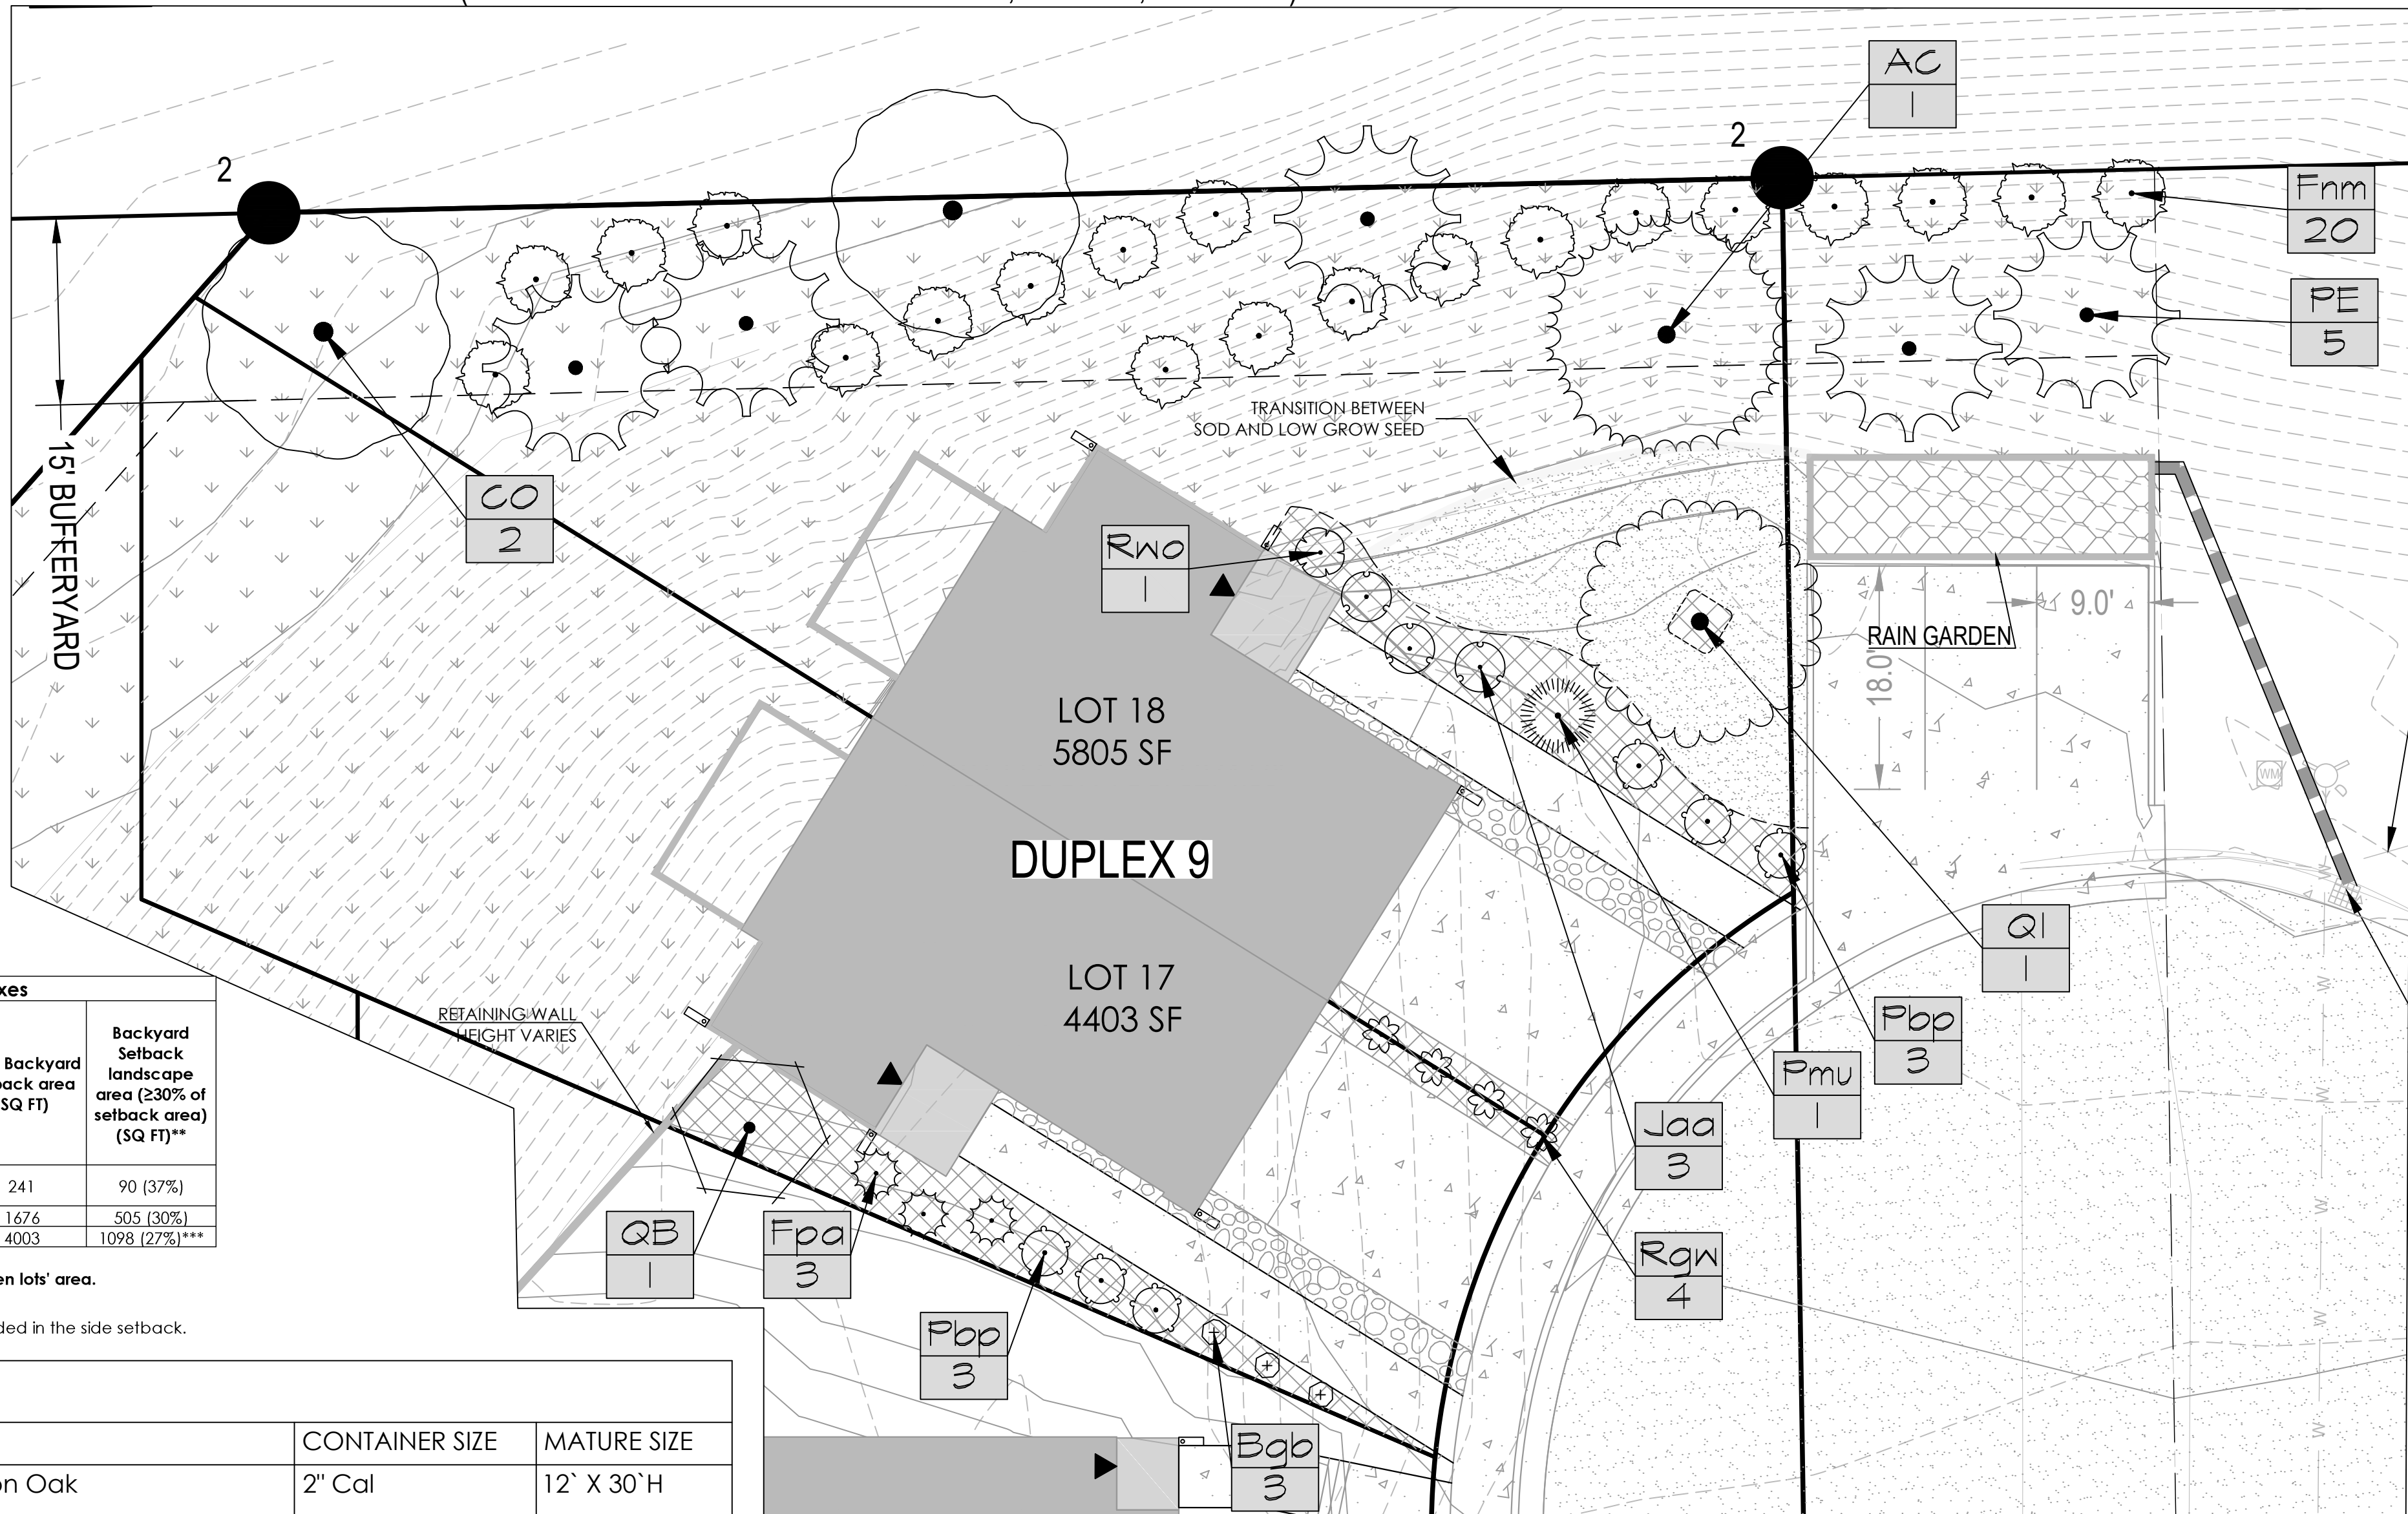 AC
1
2
2
Fnm
20
PE
5
15' BUFFERYARD
TRANSITION BETWEEN
SOD AND LOW GROW SEED
CO
2
Rwo
1
9.0'
RAIN GARDEN
18.0'
LOT 18
5805 SF
WM
DUPLEX 9
QI
1
LOT 17
4403 SF
Pbp
3
RETAINING WALL
HEIGHT VARIES
Pmu
1
Jaa
3
W
W
W
W
QB
1
Fpa
3
Rgw
4
Pbp
3
Bgb
3
Backyard
SQ FT)
Backyard
Setback
landscape
area (≥30% of
setback area)
(SQ FT)**
241
90 (37%)
1676
505 (30%)
4003
1098 (27%)***
lots' area.
in the side setback.
CONTAINER SIZE
MATURE SIZE
Oak
2" Cal
12` X 30`H